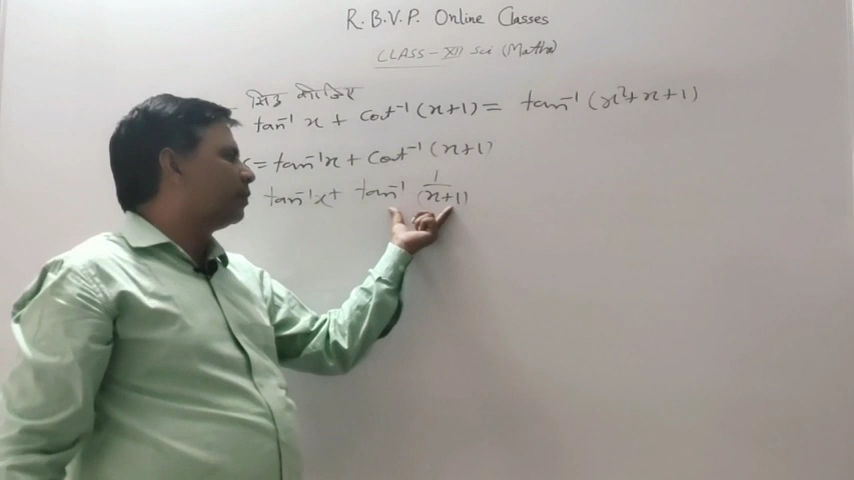 R.B.V.P. Online Classes
CLASS-XII Sci (Maths)
- सिद्ध कीजिए
tan⁻¹ x + Cot⁻¹ (x+1) = tan⁻¹ (x²+x+1)
= tan⁻¹x + Cot⁻¹ (x+1)
tan⁻¹x + tan⁻¹ 1/(x+1)